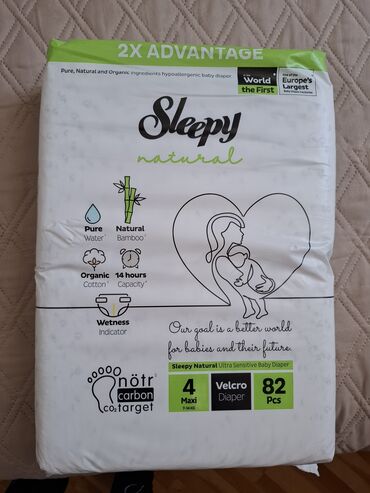 2X ADVANTAGE
Pure, Natural and Organic ingredients hypoallergenic baby diaper
World
the First
Europe's
Largest
Sleepy
natural
Pure
Water
Natural
Bamboo
Organic
Cotton
14 hours
Capacity
Wetness
Indicator
Our goal is a better world
for babies and their future.
Sleepy Natural Ultra Sensitive Baby Diaper
4
Maxi
Velcro
Diaper
82
Pcs
nötr
carbon
CO2 target